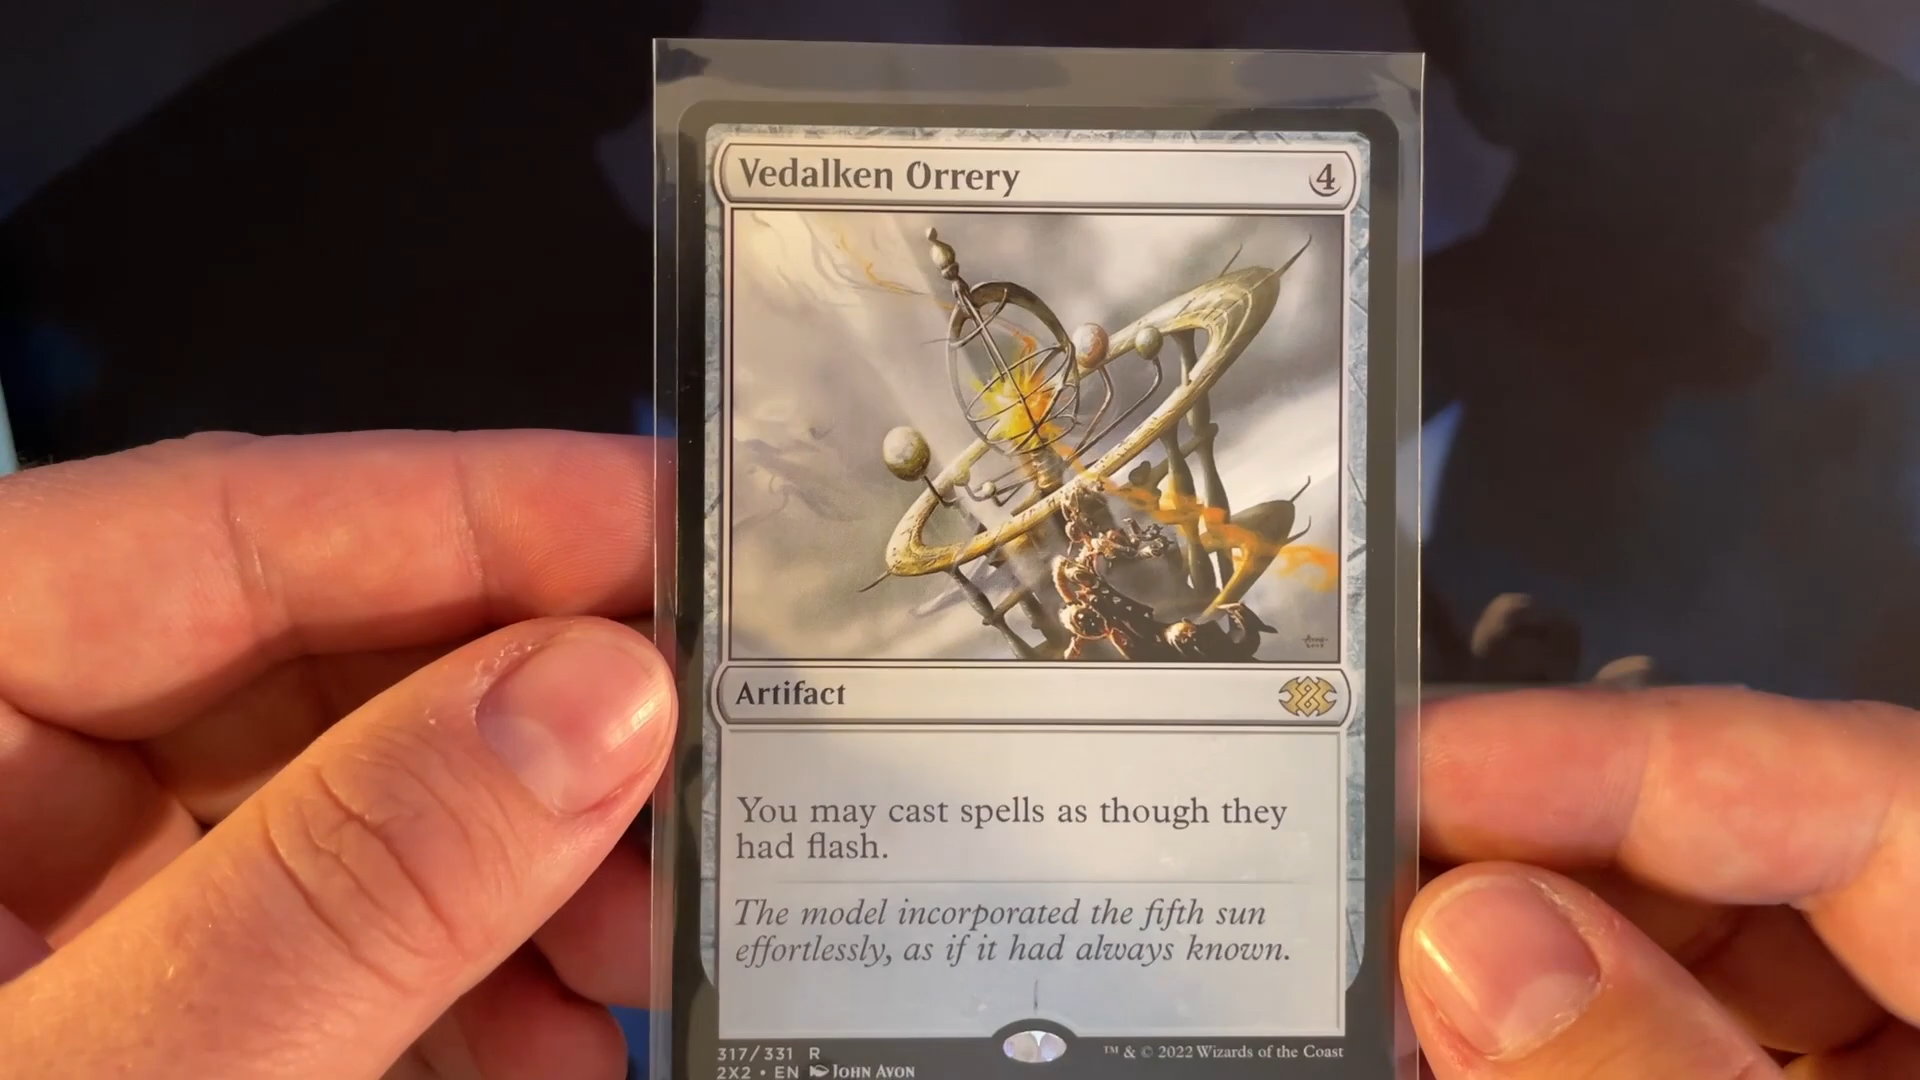 Vedalken Orrery 4
Artifact
You may cast spells as though they
had flash.
The model incorporated the fifth sun
effortlessly, as if it had always known.
317/331 R
™ & © 2022 Wizards of the Coast
2X2 • EN John Avon